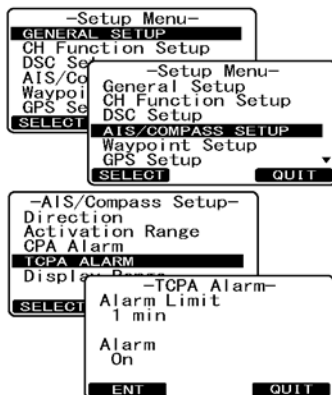 -Setup Menu-
GENERAL SETUP
CH Function Setup
DSC Se
AIS/Co
Waypoi
GPS Se
SELECT
-Setup Menu-
General Setup
CH Function Setup
DSC Setup
AIS/COMPASS SETUP
Waypoint Setup
GPS Setup
SELECT QUIT
-AIS/Compass Setup-
Direction
Activation Range
CPA Alarm
TCPA ALARM
Display Range
SELECT
-TCPA Alarm-
Alarm Limit
1 min
Alarm
On
ENT QUIT